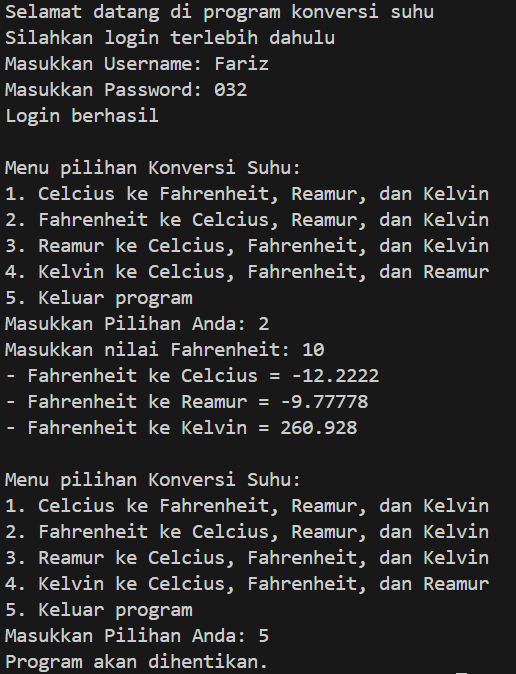 Selamat datang di program konversi suhu
Silahkan login terlebih dahulu
Masukkan Username: Fariz
Masukkan Password: 032
Login berhasil
Menu pilihan Konversi Suhu:
1. Celcius ke Fahrenheit, Reamur, dan Kelvin
2. Fahrenheit ke Celcius, Reamur, dan Kelvin
3. Reamur ke Celcius, Fahrenheit, dan Kelvin
4. Kelvin ke Celcius, Fahrenheit, dan Reamur
5. Keluar program
Masukkan Pilihan Anda: 2
Masukkan nilai Fahrenheit: 10
- Fahrenheit ke Celcius = -12.2222
- Fahrenheit ke Reamur = -9.77778
- Fahrenheit ke Kelvin = 260.928
Menu pilihan Konversi Suhu:
1. Celcius ke Fahrenheit, Reamur, dan Kelvin
2. Fahrenheit ke Celcius, Reamur, dan Kelvin
3. Reamur ke Celcius, Fahrenheit, dan Kelvin
4. Kelvin ke Celcius, Fahrenheit, dan Reamur
5. Keluar program
Masukkan Pilihan Anda: 5
Program akan dihentikan.